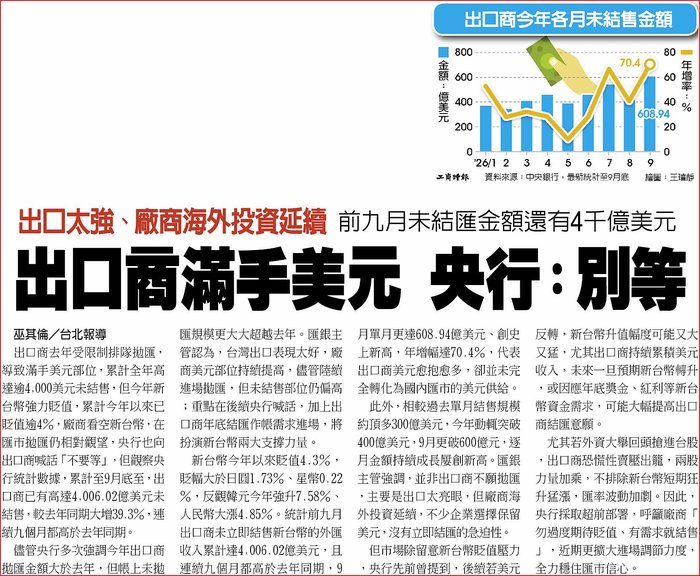 出口商今年各月未結售金額
金額：億美元
年增率：%
800
600
400
200
0
80
60
40
20
0
70.4
608.94
'26/1 2 3 4 5 6 7 8 9
工商時報 資料來源：中央銀行，最新統計至9月底 繪圖：王瑄靜
出口太強、廠商海外投資延續 前九月未結匯金額還有4千億美元
出口商滿手美元 央行：別等
巫其倫／台北報導
出口商去年受限制排隊拋匯，
導致滿手美元部位，累計全年高
達逾4,000美元未結售，但今年新
台幣強力貶值，累計今年以來已
貶值逾4%，廠商看空新台幣，在
匯市拋匯仍相對觀望，央行也向
出口商喊話「不要等」，但觀察央
行統計數據，累計至9月底，
出口商已有高達4,006.02億美元未
結售，較去年同期大增39.3%，連
續九個月都高於去年同期。
儘管央行多次強調今年出口商
拋匯金額大於去年，但帳上未拋
匯規模更大大超越去年。匯銀主
管認為，台灣出口表現太好，廠
商美元部位持續提高，儘管陸續
進場拋匯，但未結售部位仍偏高
；重點在後續央行喊話，加上出
口商年底結匯作帳需求進場，將
扮演新台幣兩大支撐力量。
新台幣今年以來貶值4.3%，
貶幅大於日圓1.73%、星幣0.22
%，反觀韓元今年強升7.58%、
人民幣大漲4.85%。統計前九月
出口商未立即結售新台幣的外匯
收入累計達4,006.02億美元，且
連續九個月都高於去年同期，9
月單月更達608.94億美元、創史
上新高，年增幅達70.4%，代表
出口商美元愈拋愈多，卻並未完
全轉化為國內匯市的美元供給。
此外，相較過去單月結售規模
約頂多300億美元，今年動輒突破
400億美元，9月更破600億元，逐
月金額持續成長屢創新高。匯銀
主管強調，並非出口商不願拋匯
，主要是出口太亮眼，但廠商海
外投資延續，不少企業選擇保留
美元，沒有立即結匯的急迫性。
但市場除留意新台幣貶值壓力
，央行先前曾提到，後續若美元
反轉，新台幣升值幅度可能又大
又猛，尤其出口商持續累積美元
收入，未來一旦預期新台幣轉升
，或因應年底獎金、紅利等新台
幣資金需求，可能大幅提高出口
商結匯意願。
尤其若外資大舉回頭搶進台股
，出口商恐慌性賣壓出籠，兩股
力量加乘，不排除新台幣短期狂
升猛漲，匯率波動加劇。因此，
央行採取超前部署，呼籲廠商「
勿過度期待貶值、有需求就結售
」，近期更擴大進場調節力度，
全力穩住匯市信心。